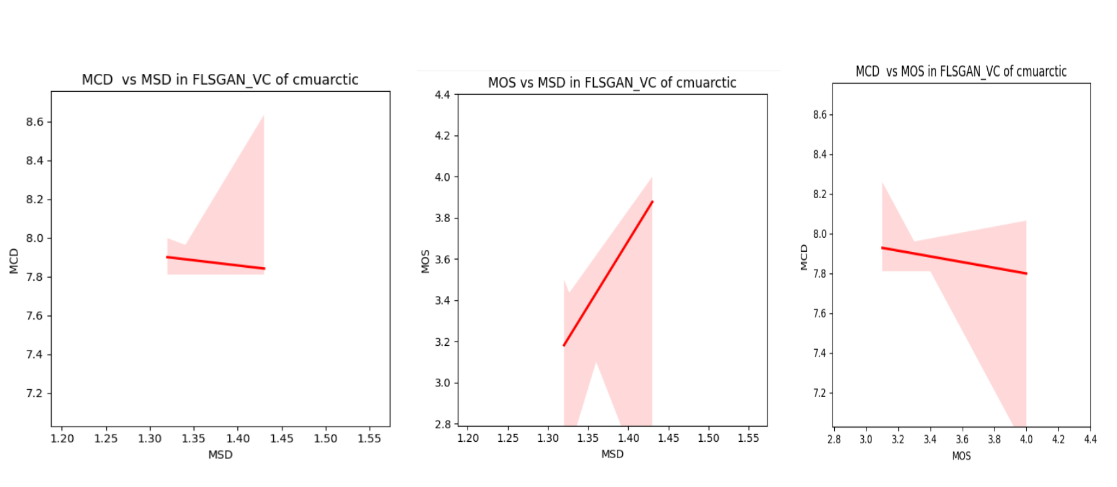 MCD vs MSD in FLSGAN_VC of cmuarctic
8.6
8.4
8.2
8.0
7.8
7.6
7.4
7.2
MCD
1.20 1.25 1.30 1.35 1.40 1.45 1.50 1.55
MSD
MOS vs MSD in FLSGAN_VC of cmuarctic
4.4
4.2
4.0
3.8
3.6
3.4
3.2
3.0
2.8
MOS
1.20 1.25 1.30 1.35 1.40 1.45 1.50 1.55
MSD
MCD vs MOS in FLSGAN_VC of cmuarctic
8.6
8.4
8.2
8.0
7.8
7.6
7.4
7.2
MCD
2.8 3.0 3.2 3.4 3.6 3.8 4.0 4.2 4.4
MOS